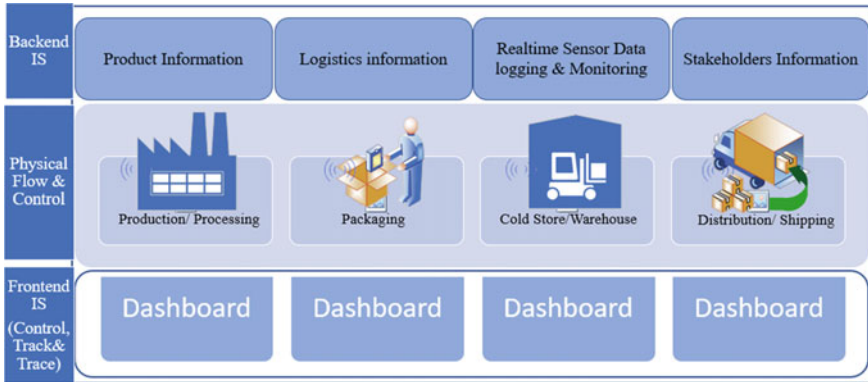 Backend
IS
Product Information
Logistics information
Realtime Sensor Data
logging & Monitoring
Stakeholders Information
Physical
Flow &
Control
Production/ Processing
Packaging
Cold Store/Warehouse
Distribution/ Shipping
Frontend
IS
(Control,
Track&
Trace)
Dashboard
Dashboard
Dashboard
Dashboard